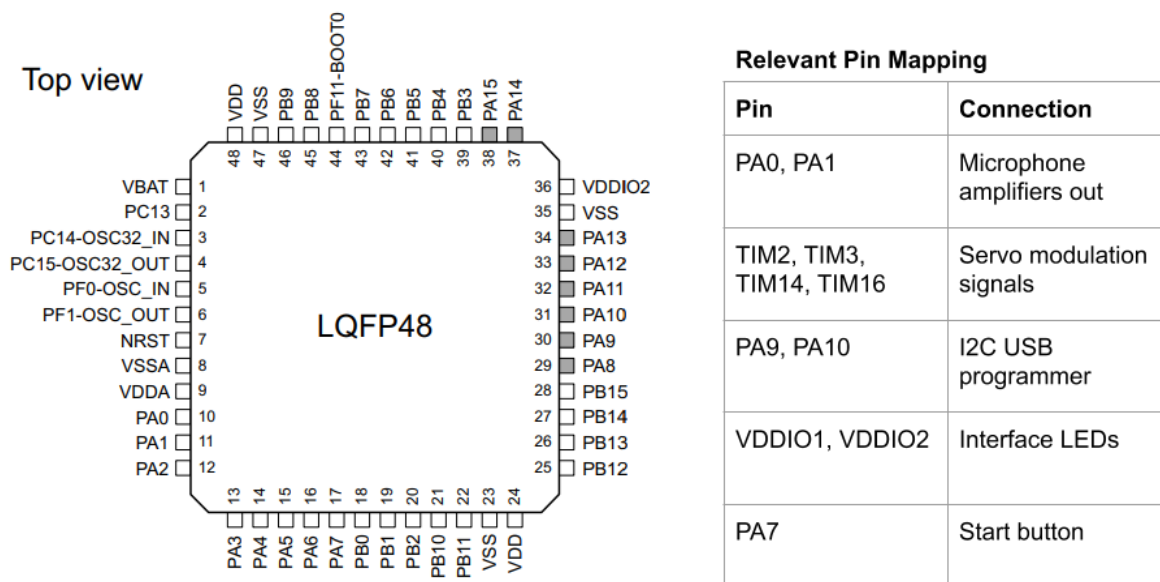 Top view
VDD
VSS
PB9
PB8
PF11-BOOT0
PB7
PB6
PB5
PB4
PB3
PA15
PA14
48 47 46 45 44 43 42 41 40 39 38 37
VBAT 1
PC13 2
PC14-OSC32_IN 3
PC15-OSC32_OUT 4
PF0-OSC_IN 5
PF1-OSC_OUT 6
NRST 7
VSSA 8
VDDA 9
PA0 10
PA1 11
PA2 12
LQFP48
36 VDDIO2
35 VSS
34 PA13
33 PA12
32 PA11
31 PA10
30 PA9
29 PA8
28 PB15
27 PB14
26 PB13
25 PB12
13 14 15 16 17 18 19 20 21 22 23 24
PA3
PA4
PA5
PA6
PA7
PB0
PB1
PB2
PB10
PB11
VSS
VDD
Relevant Pin Mapping
Pin Connection
PA0, PA1 Microphone
amplifiers out
TIM2, TIM3, Servo modulation
TIM14, TIM16 signals
PA9, PA10 I2C USB
programmer
VDDIO1, VDDIO2 Interface LEDs
PA7 Start button